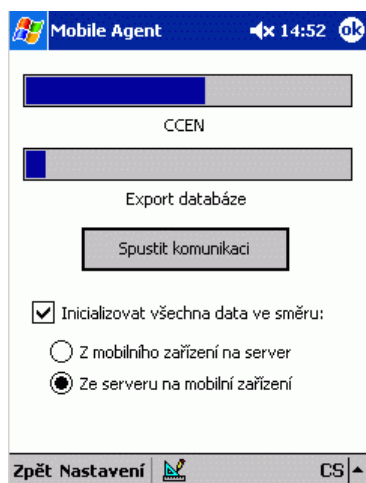 Mobile Agent 14:52 ok
CCEN
Export databáze
Spustit komunikaci
Inicializovat všechna data ve směru:
Z mobilního zařízení na server
Ze serveru na mobilní zařízení
Zpět Nastavení CS